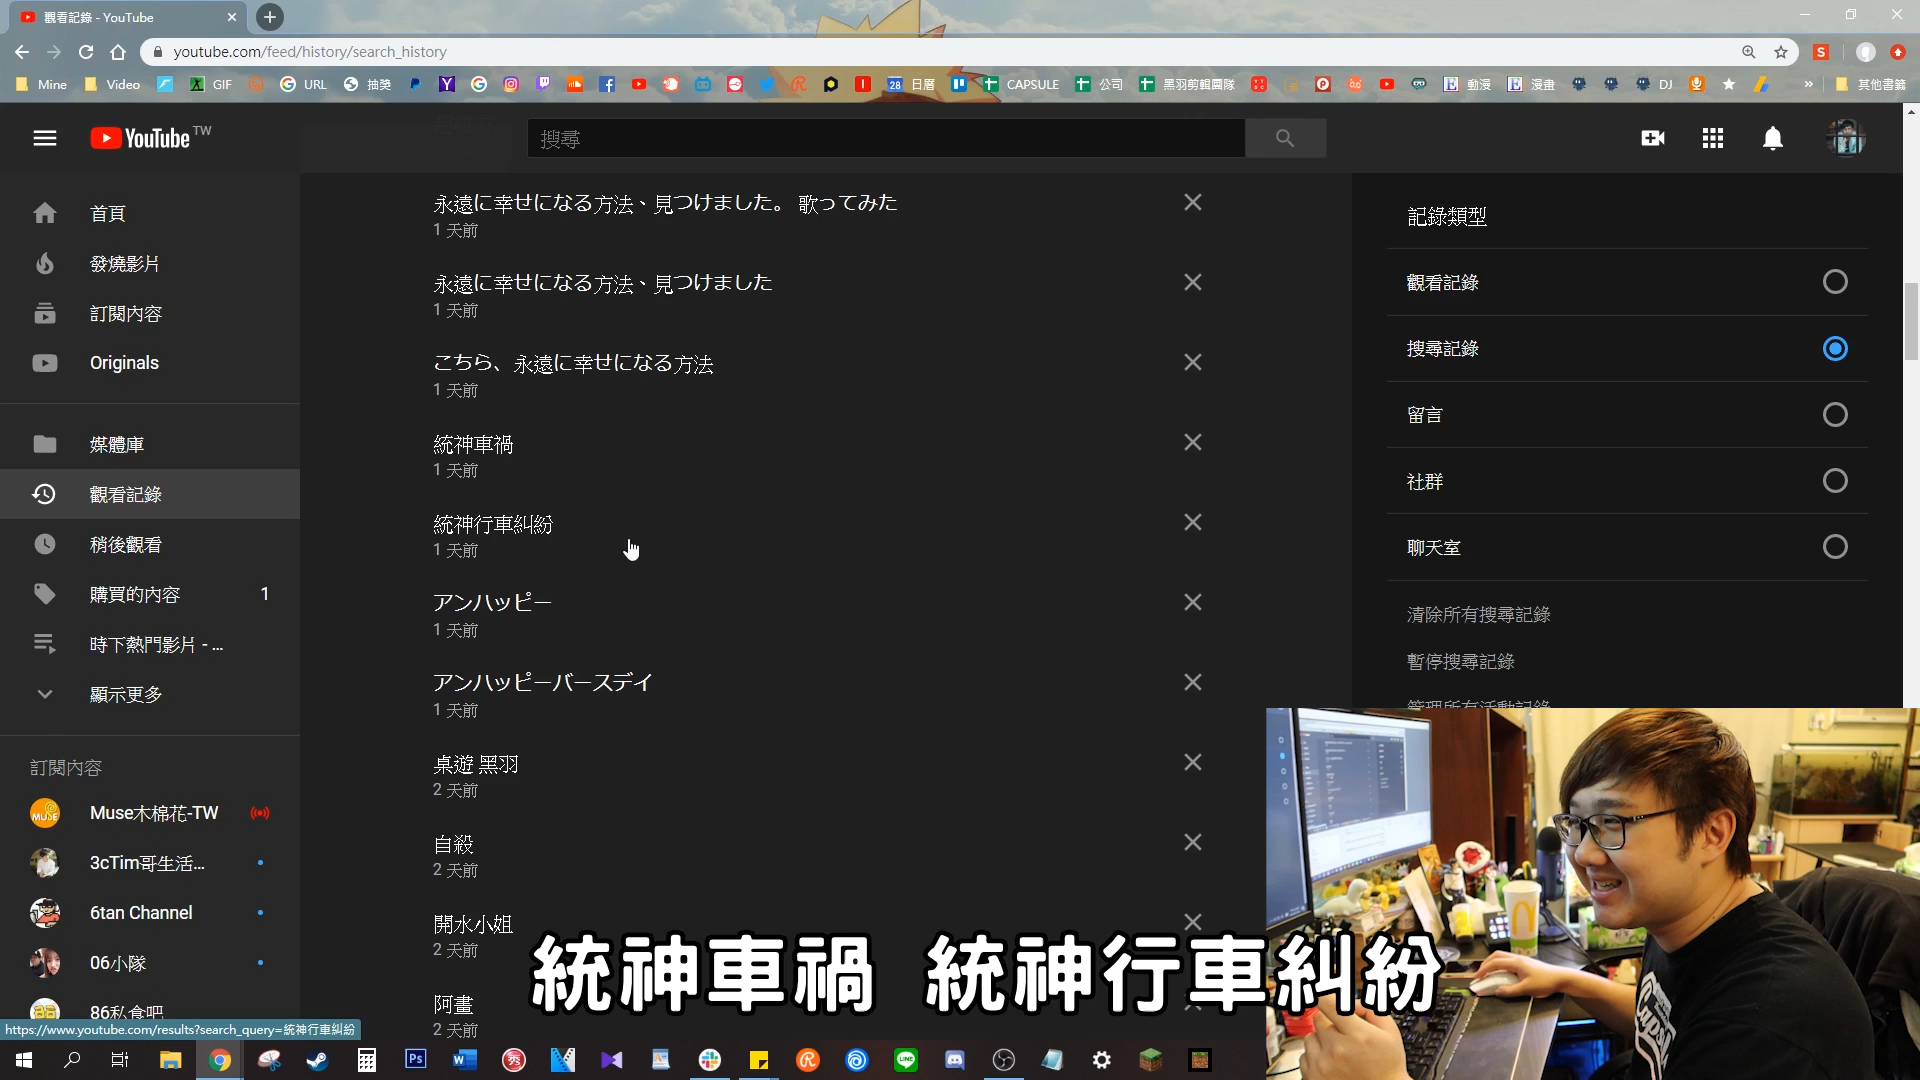 觀看記錄 - YouTube
youtube.com/feed/history/search_history
Mine
Video
GIF
URL
抽獎
28
日曆
CAPSULE
公司
黑羽剪輯團隊
動漫
漫畫
DJ
其他書籤
YouTube TW
搜尋
首頁
發燒影片
訂閱內容
Originals
媒體庫
觀看記錄
稍後觀看
購買的內容 1
時下熱門影片 - ...
顯示更多
訂閱內容
Muse木棉花-TW
3cTim哥生活...
6tan Channel
06小隊
86私食吧
https://www.youtube.com/results?search_query=統神行車糾紛
永遠に幸せになる方法、見つけました。 歌ってみた
1 天前
永遠に幸せになる方法、見つけました
1 天前
こちら、永遠に幸せになる方法
1 天前
統神車禍
1 天前
統神行車糾紛
1 天前
アンハッピー
1 天前
アンハッピーバースデイ
1 天前
桌遊 黑羽
2 天前
自殺
2 天前
開水小姐
2 天前
阿畫
2 天前
記錄類型
觀看記錄
搜尋記錄
留言
社群
聊天室
清除所有搜尋記錄
暫停搜尋記錄
管理所有活動記錄
統神車禍 統神行車糾紛